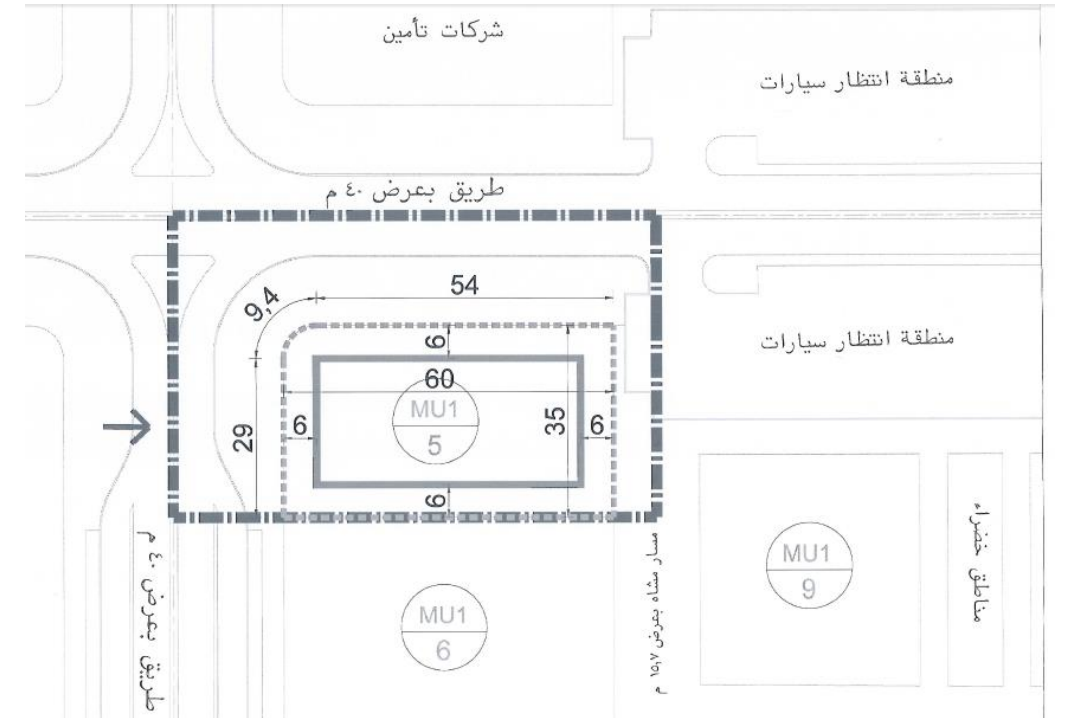 شركات تأمين
منطقة انتظار سيارات
طريق بعرض ٤٠ م
54
9,4
6
منطقة انتظار سيارات
60
MU1
5
6
6
35
29
6
MU1
9
مناطق خضراء
طريق بعرض ٤٠ م
مسار مشاه بعرض ١٥,٧ م
MU1
6